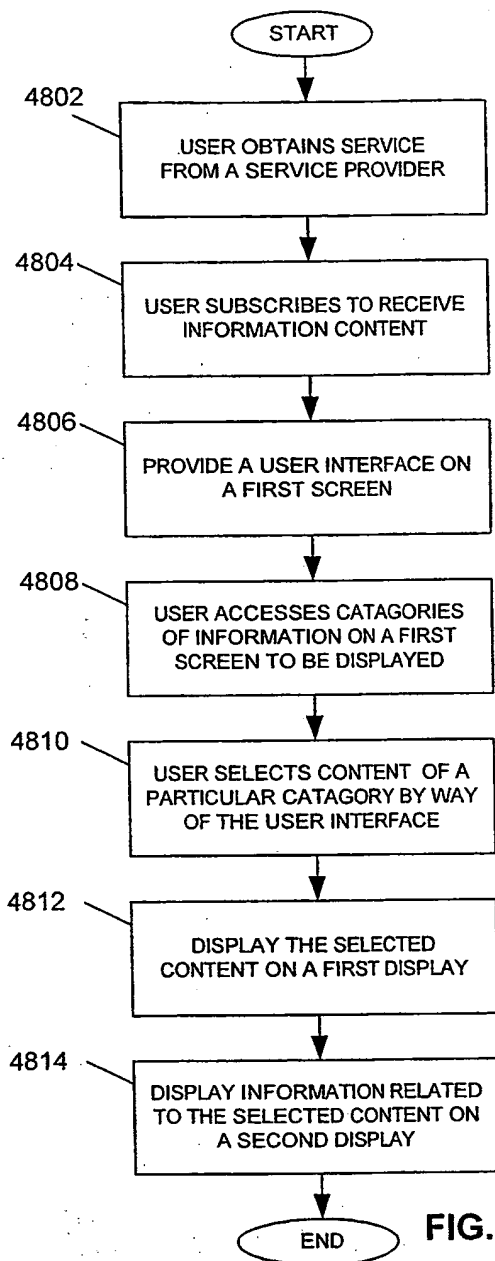 START
4802
USER OBTAINS SERVICE
FROM A SERVICE PROVIDER
4804
USER SUBSCRIBES TO RECEIVE
INFORMATION CONTENT
4806
PROVIDE A USER INTERFACE ON
A FIRST SCREEN
4808
USER ACCESSES CATAGORIES
OF INFORMATION ON A FIRST
SCREEN TO BE DISPLAYED
4810
USER SELECTS CONTENT OF A
PARTICULAR CATAGORY BY WAY
OF THE USER INTERFACE
4812
DISPLAY THE SELECTED
CONTENT ON A FIRST DISPLAY
4814
DISPLAY INFORMATION RELATED
TO THE SELECTED CONTENT ON
A SECOND DISPLAY
END
FIG.